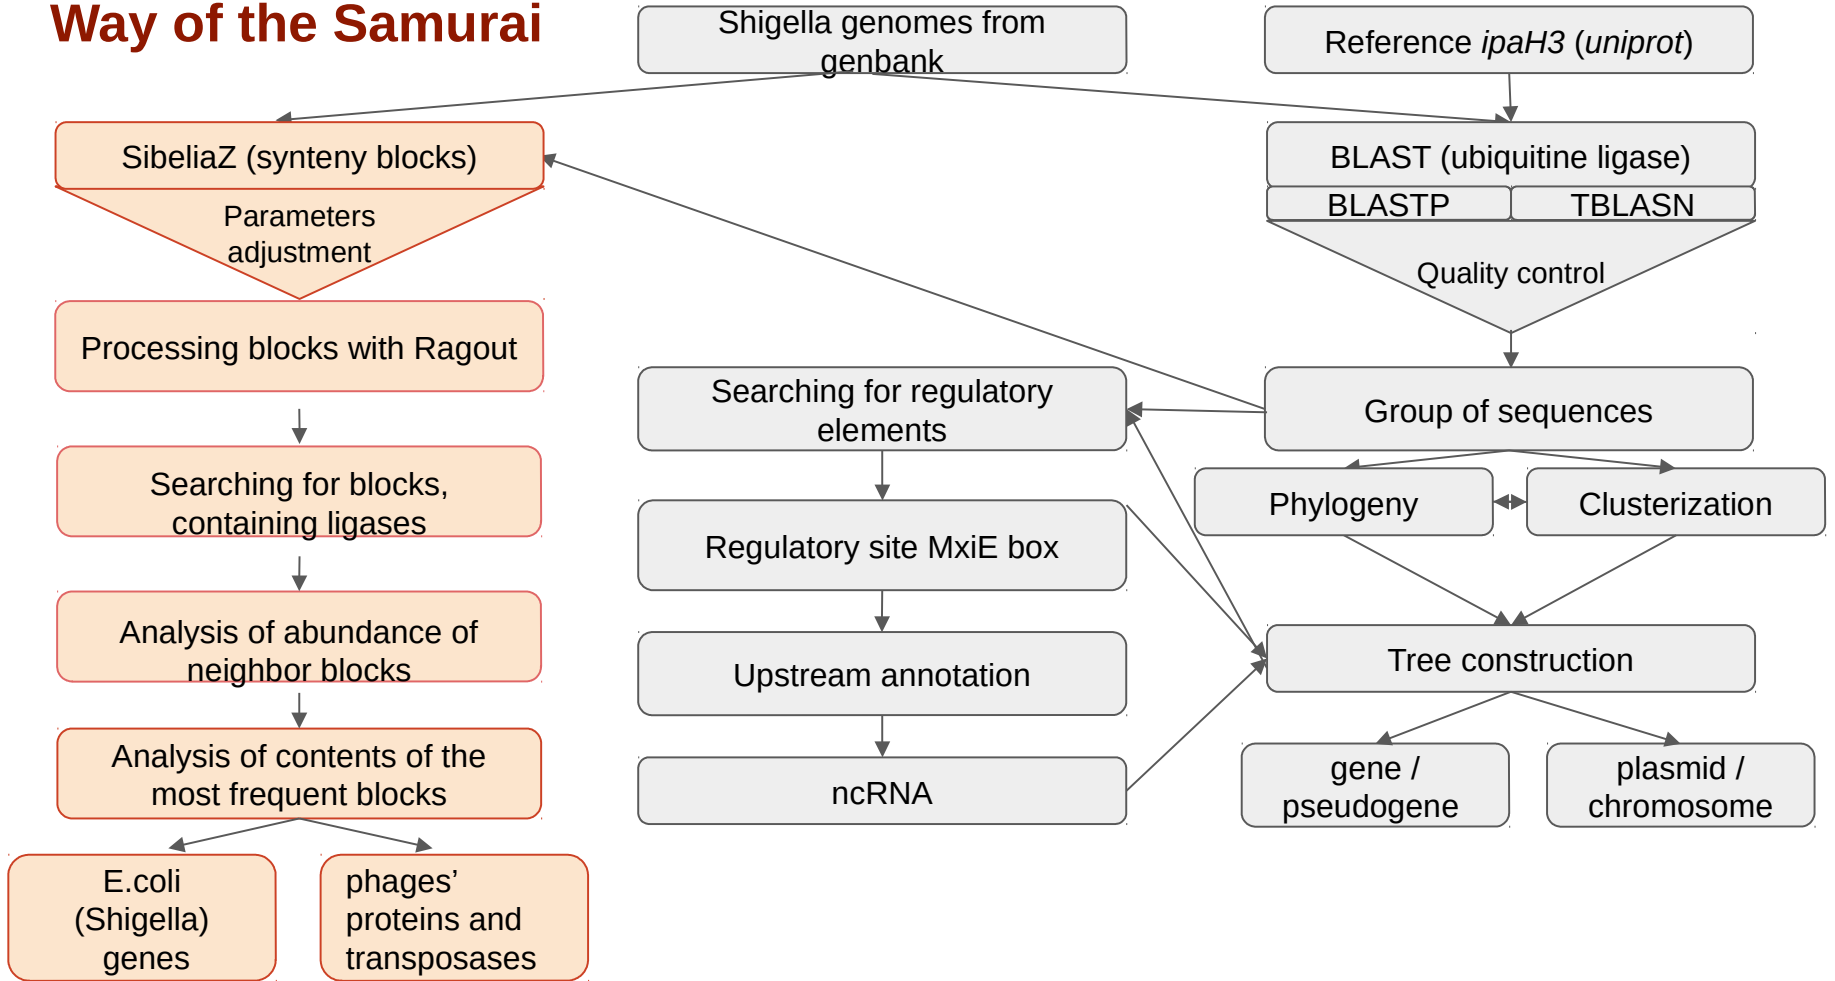 Way of the Samurai
Shigella genomes from
genbank
Reference ipaH3 (uniprot)
SibeliaZ (synteny blocks)
Parameters
adjustment
BLAST (ubiquitine ligase)
BLASTP
TBLASN
Quality control
Processing blocks with Ragout
Searching for blocks,
containing ligases
Analysis of abundance of
neighbor blocks
Analysis of contents of the
most frequent blocks
E.coli
(Shigella)
genes
phages’
proteins and
transposases
Searching for regulatory
elements
Regulatory site MxiE box
Upstream annotation
ncRNA
Group of sequences
Phylogeny
Clusterization
Tree construction
gene /
pseudogene
plasmid /
chromosome